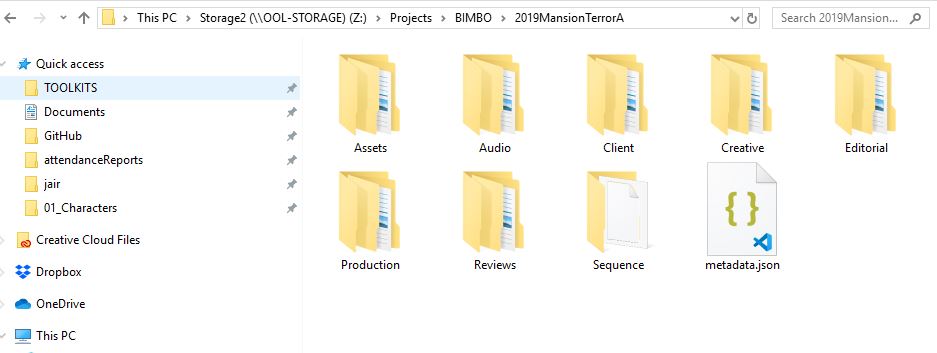 This PC > Storage2 (\\OOL-STORAGE) (Z:) > Projects > BIMBO > 2019MansionTerrorA
Search 2019Mansion...
Quick access
TOOLKITS
Documents
GitHub
attendanceReports
jair
01_Characters
Creative Cloud Files
Dropbox
OneDrive
This PC
Assets
Audio
Client
Creative
Editorial
Production
Reviews
Sequence
{ }
metadata.json